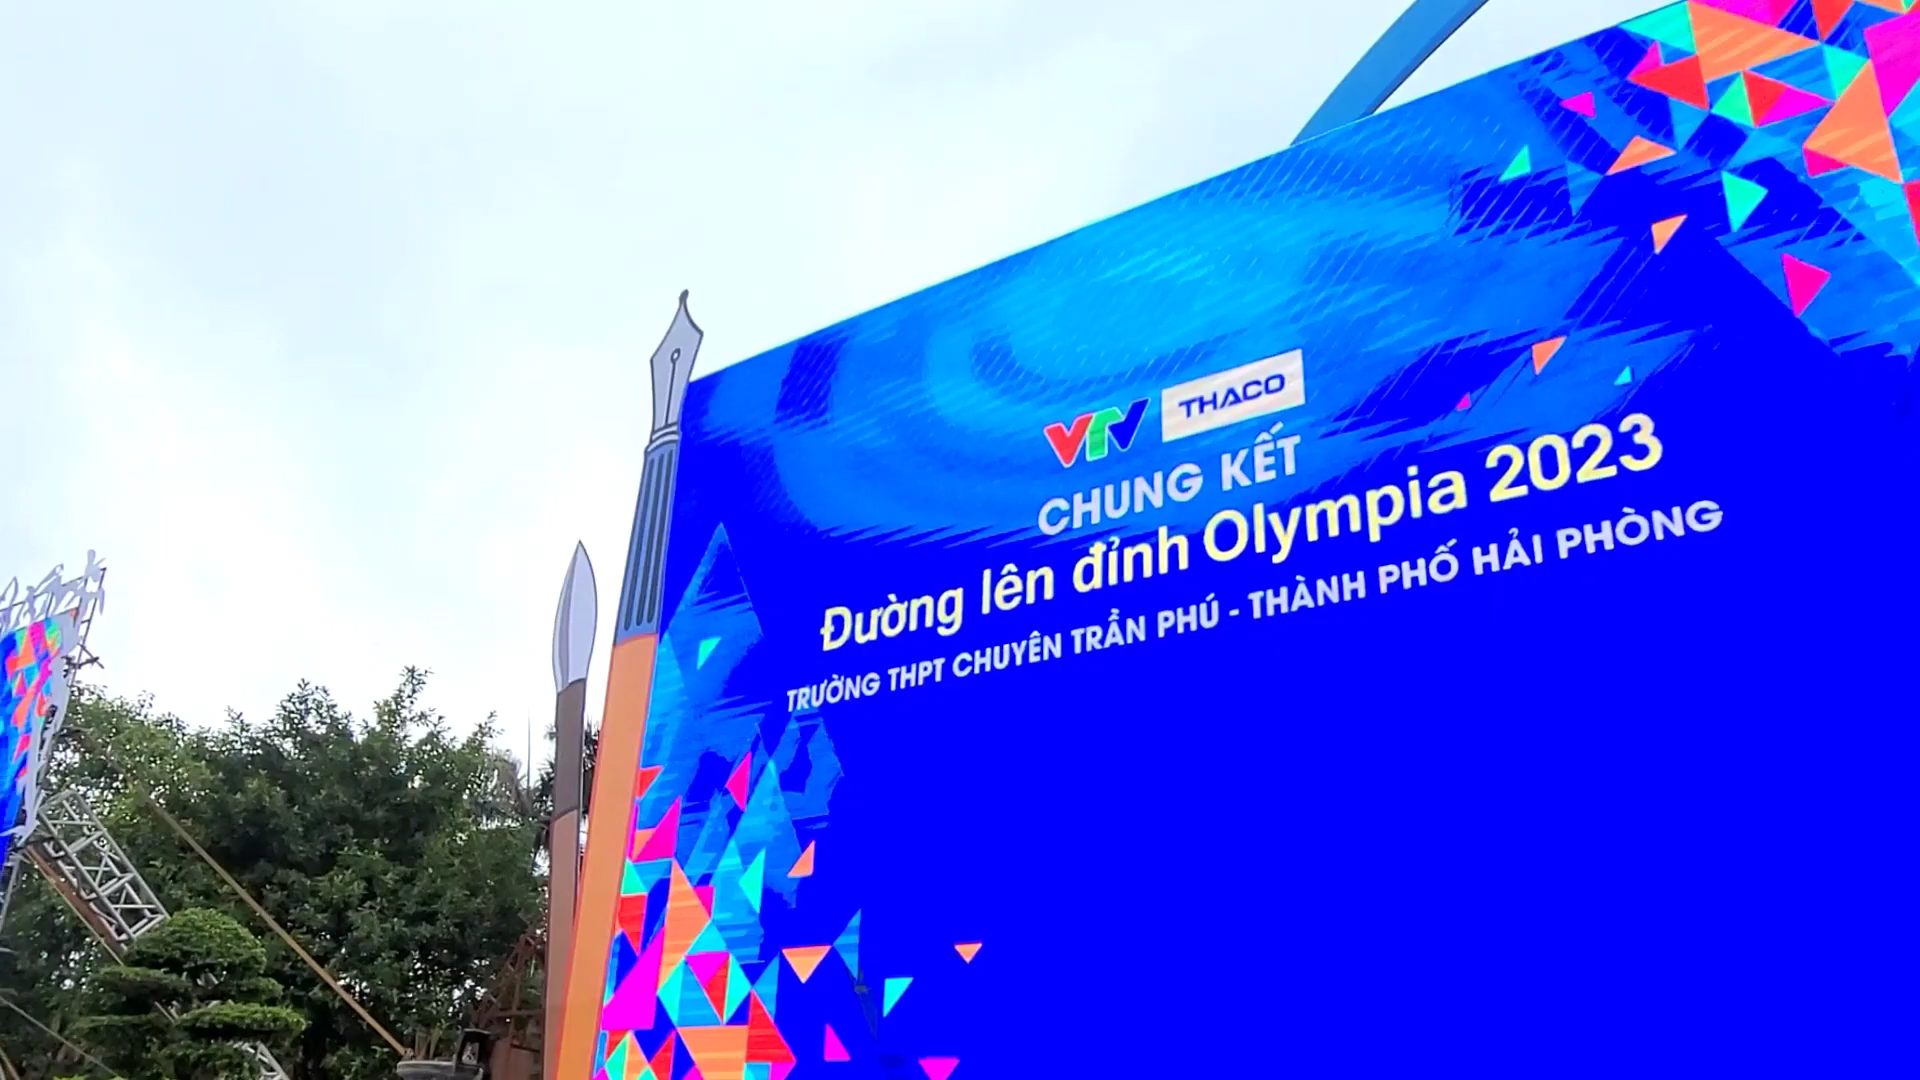 VTV THACO
CHUNG KẾT
Đường lên đỉnh Olympia 2023
TRƯỜNG THPT CHUYÊN TRẦN PHÚ - THÀNH PHỐ HẢI PHÒNG